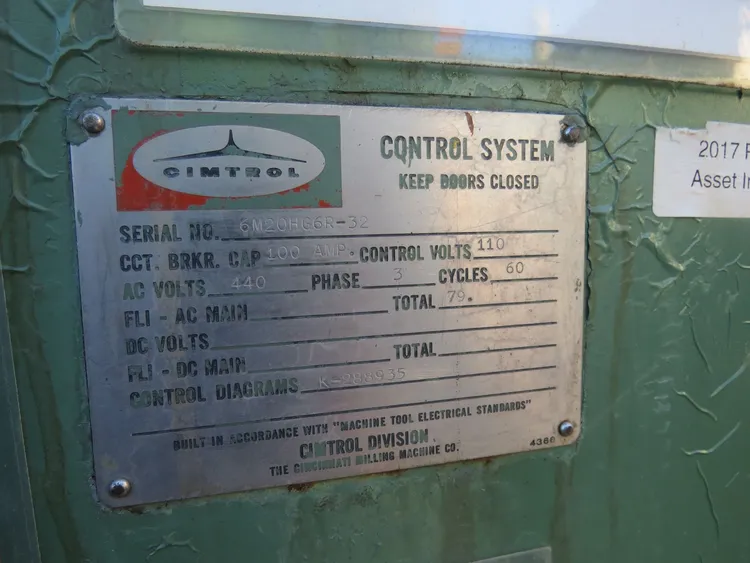 CIMTROL
CONTROL SYSTEM
KEEP DOORS CLOSED
SERIAL NO. 6M20HG6R-32
CCT. BRKR. CAP 100 AMP. CONTROL VOLTS 110
AC VOLTS 440 PHASE 3 CYCLES 60
FLI - AC MAIN TOTAL 79.
DC VOLTS
FLI - DC MAIN TOTAL
CONTROL DIAGRAMS K-288935
BUILT IN ACCORDANCE WITH "MACHINE TOOL ELECTRICAL STANDARDS"
CIMTROL DIVISION
THE CINCINNATI MILLING MACHINE CO.
4366
2017 F
Asset In